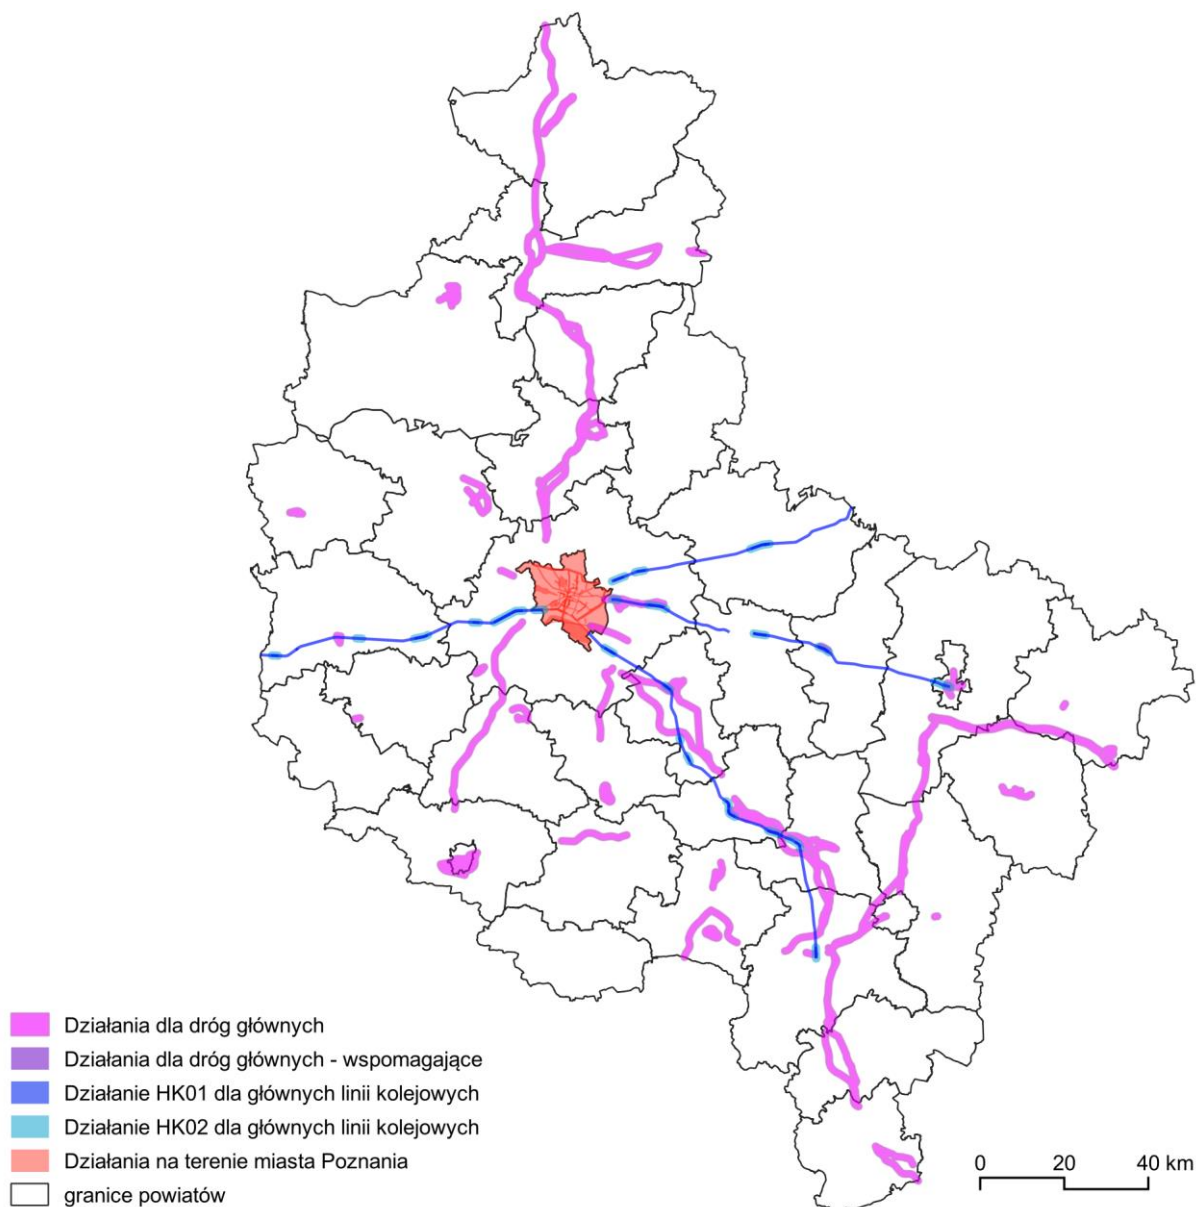 Działania dla dróg głównych
Działania dla dróg głównych - wspomagające
Działanie HK01 dla głównych linii kolejowych
Działanie HK02 dla głównych linii kolejowych
Działania na terenie miasta Poznania
granice powiatów
0 20 40 km